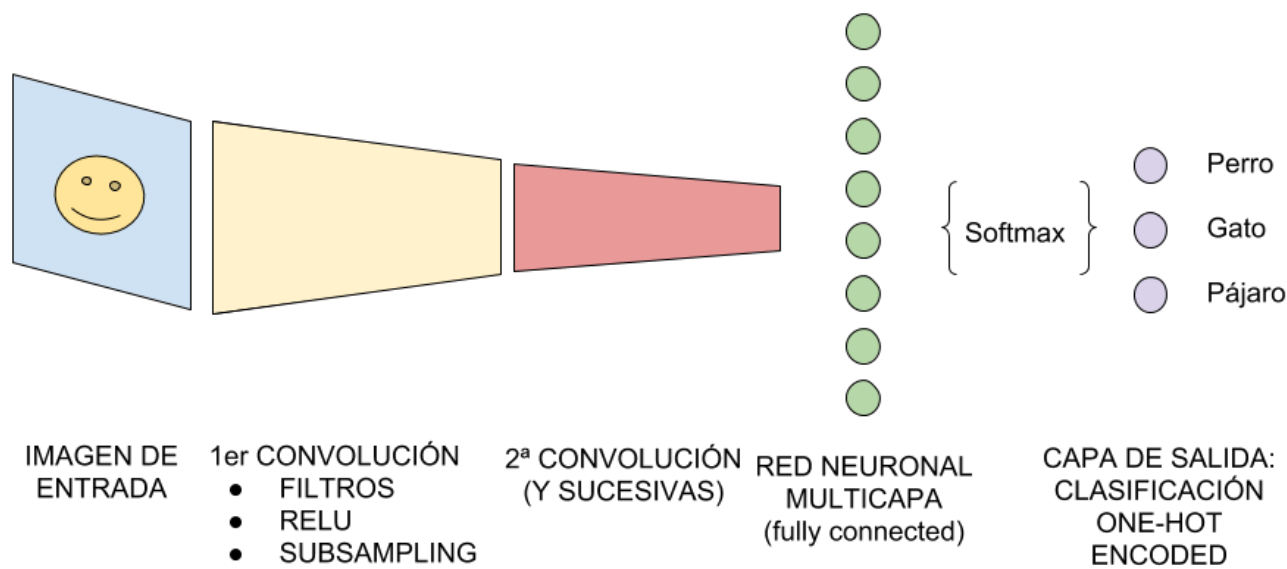 Perro
Softmax
Gato
Pájaro
IMAGEN DE
ENTRADA
1er CONVOLUCIÓN
● FILTROS
● RELU
● SUBSAMPLING
2ª CONVOLUCIÓN
(Y SUCESIVAS)
RED NEURONAL
MULTICAPA
(fully connected)
CAPA DE SALIDA:
CLASIFICACIÓN
ONE-HOT
ENCODED